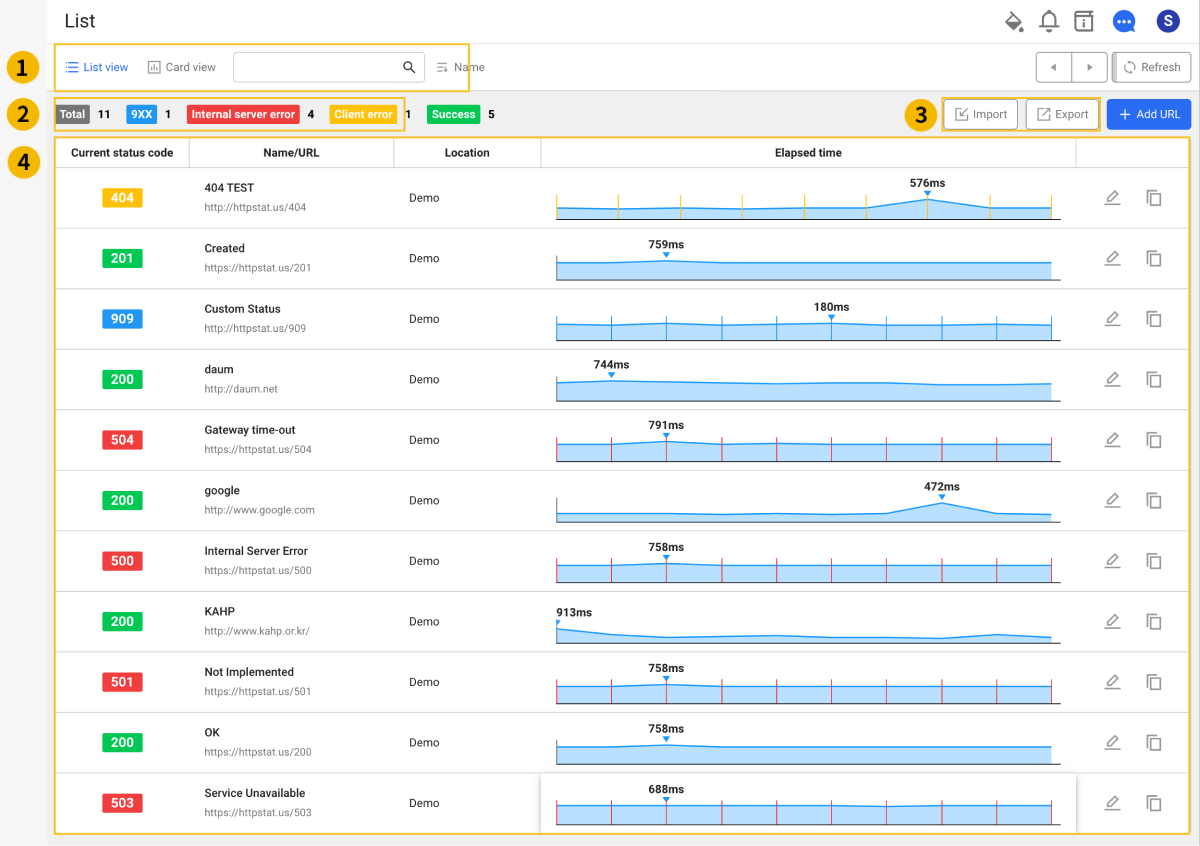 List
S
1
List view
Card view
Name
Refresh
2
Total 11 9XX 1 Internal server error 4 Client error 1 Success 5
3
Import
Export
+ Add URL
4
Current status code Name/URL Location Elapsed time
404
404 TEST
http://httpstat.us/404
Demo
576ms
201
Created
https://httpstat.us/201
Demo
759ms
909
Custom Status
http://httpstat.us/909
Demo
180ms
200
daum
http://daum.net
Demo
744ms
504
Gateway time-out
https://httpstat.us/504
Demo
791ms
200
google
http://www.google.com
Demo
472ms
500
Internal Server Error
https://httpstat.us/500
Demo
758ms
200
KAHP
http://www.kahp.or.kr/
Demo
913ms
501
Not Implemented
https://httpstat.us/501
Demo
758ms
200
OK
https://httpstat.us/200
Demo
758ms
503
Service Unavailable
https://httpstat.us/503
Demo
688ms